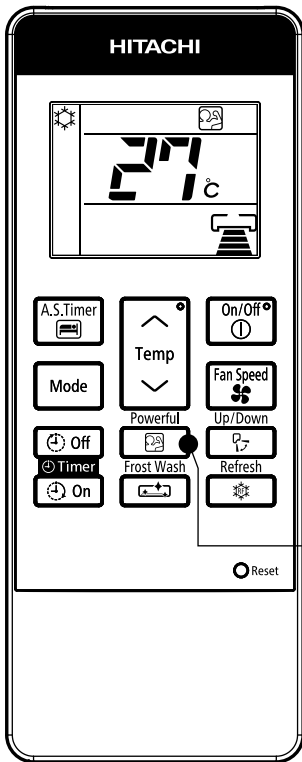 HITACHI
27 °C
A.S.Timer
On/Off
Temp
Mode
Fan Speed
Powerful
Up/Down
Off
Timer
Frost Wash
Refresh
On
Reset